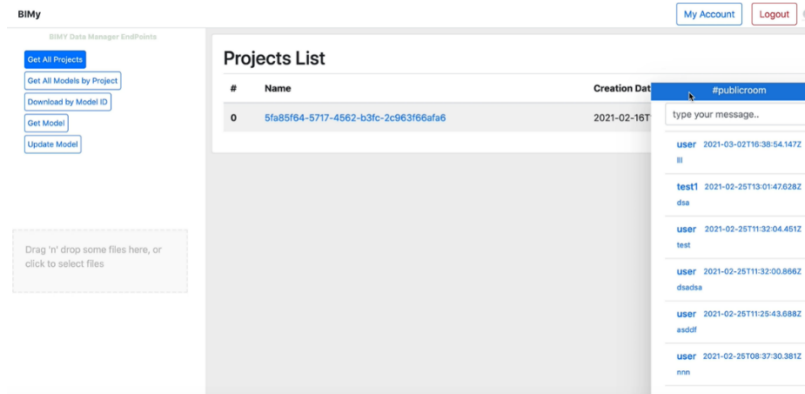 BIMy
My Account
Logout
BIMY Data Manager EndPoints
Get All Projects
Get All Models by Project
Download by Model ID
Get Model
Update Model
Drag 'n' drop some files here, or
click to select files
Projects List
# Name Creation Dat
0 5fa85f64-5717-4562-b3fc-2c963f66afa6 2021-02-16T
#publicroom
type your message..
user 2021-03-02T16:38:54.147Z
lll
test1 2021-02-25T13:01:47.628Z
dsa
user 2021-02-25T11:32:04.451Z
test
user 2021-02-25T11:32:00.866Z
dsadsa
user 2021-02-25T11:25:43.688Z
asddf
user 2021-02-25T08:37:30.381Z
nnn